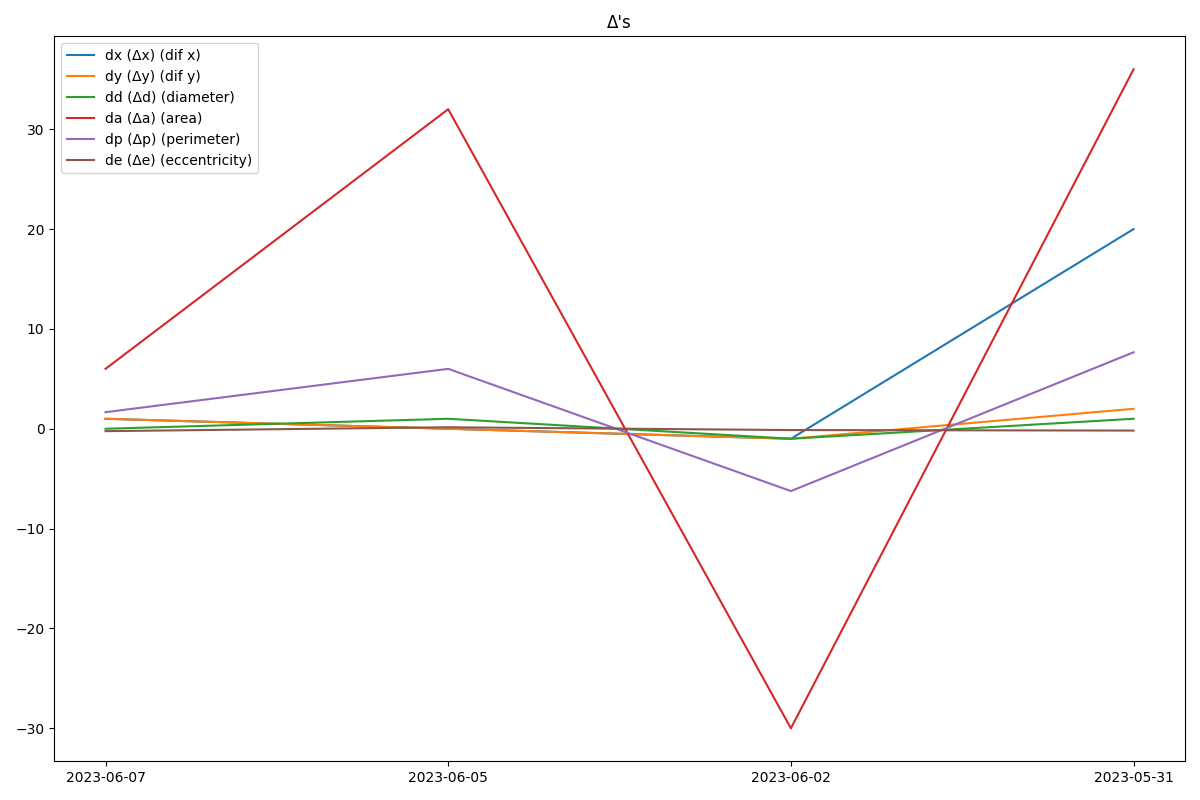 Δ's
dx (Δx) (dif x)
dy (Δy) (dif y)
dd (Δd) (diameter)
da (Δa) (area)
dp (Δp) (perimeter)
de (Δe) (eccentricity)
30
20
10
0
−10
−20
−30
2023-06-07 2023-06-05 2023-06-02 2023-05-31